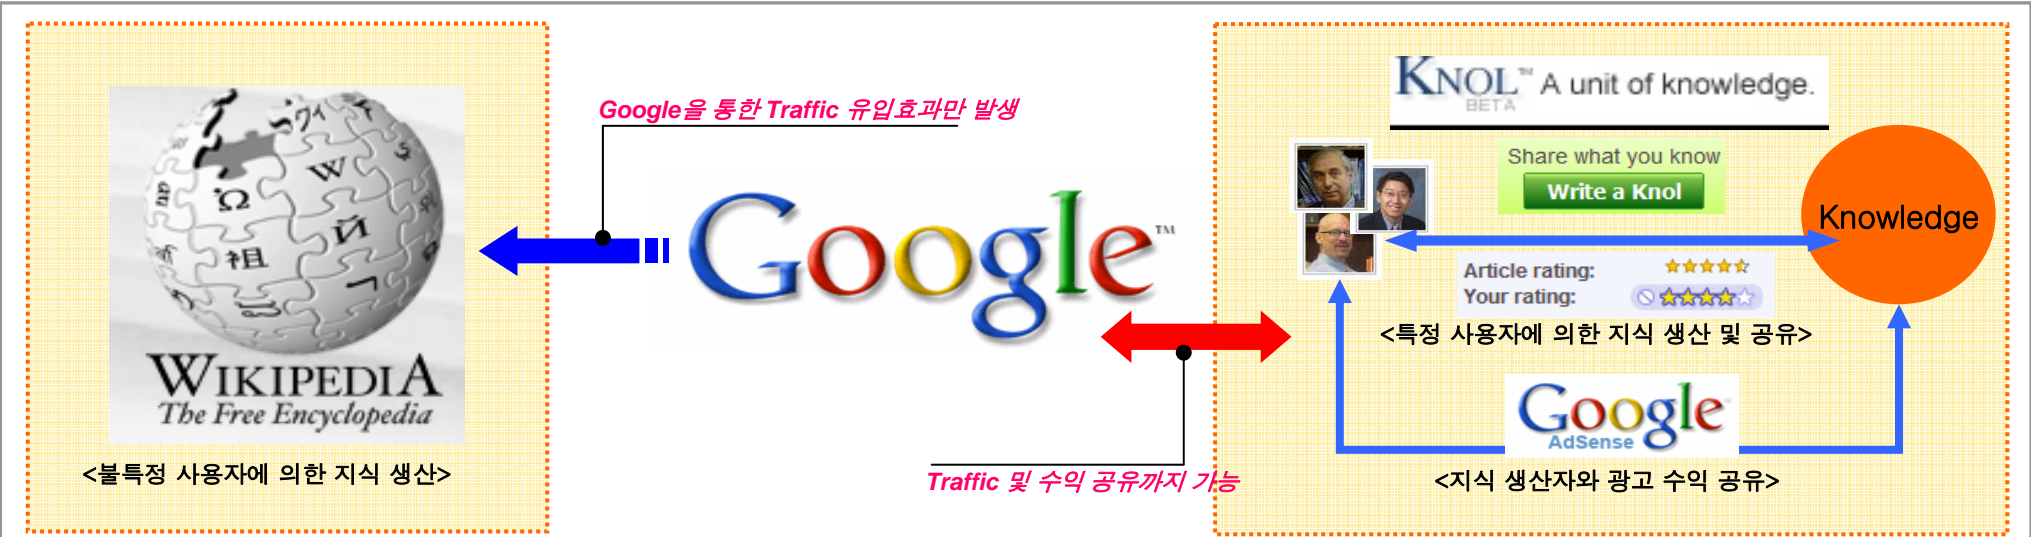 WIKIPEDIA
The Free Encyclopedia
<불특정 사용자에 의한 지식 생산>
Google을 통한 Traffic 유입효과만 발생
Google™
Traffic 및 수익 공유까지 가능
KNOL™ A unit of knowledge.
BETA
Share what you know
Write a Knol
Knowledge
Article rating:
Your rating:
<특정 사용자에 의한 지식 생산 및 공유>
Google
AdSense
<지식 생산자와 광고 수익 공유>